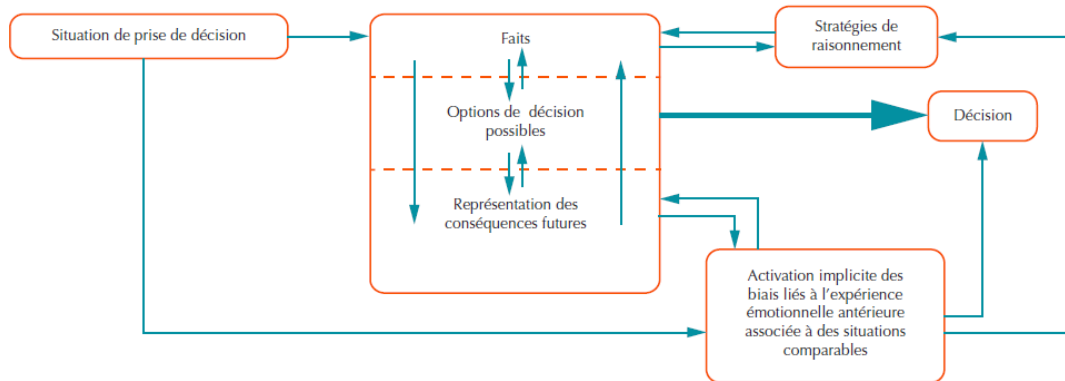 Situation de prise de décision
Faits
Options de décision
possibles
Représentation des
conséquences futures
Stratégies de
raisonnement
Décision
Activation implicite des
biais liés à l'expérience
émotionnelle antérieure
associée à des situations
comparables